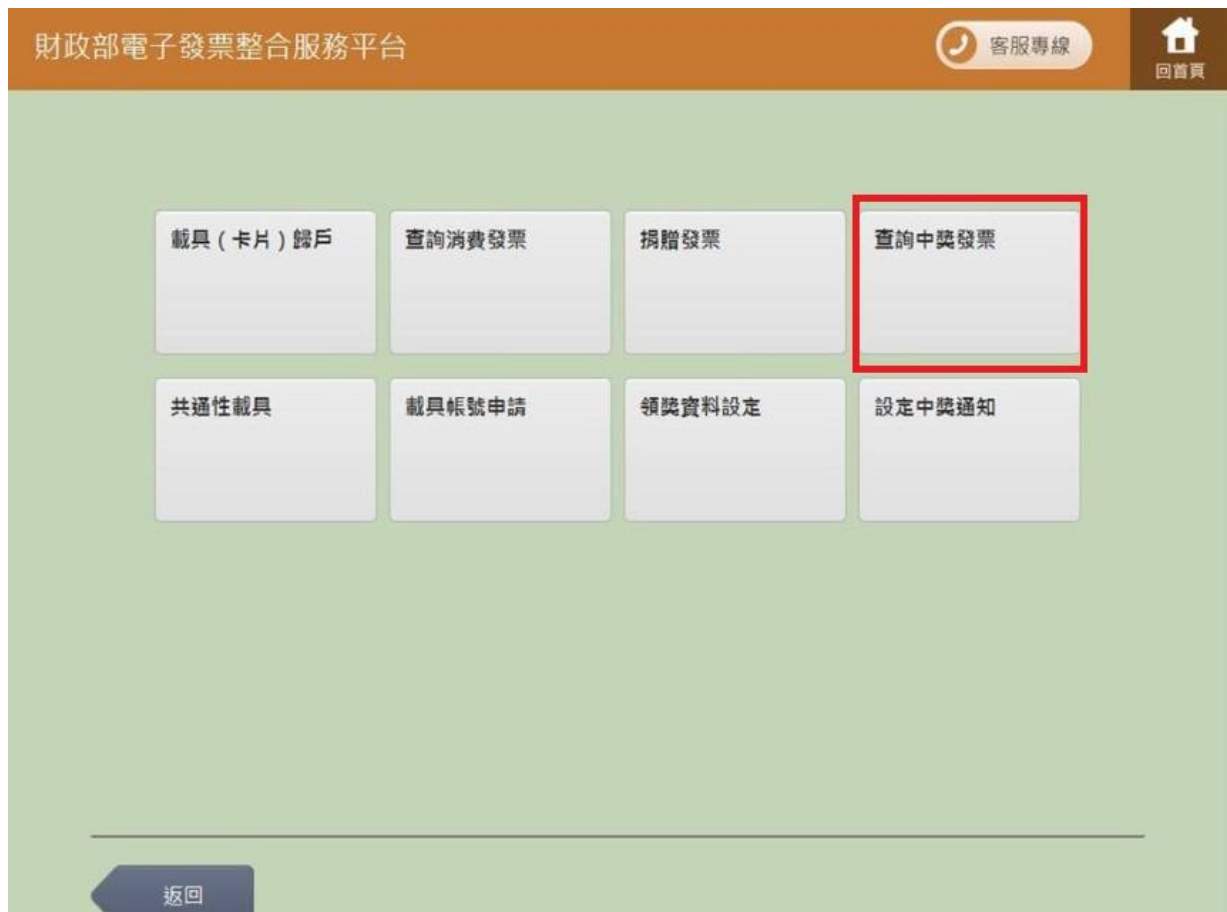 財政部電子發票整合服務平台
客服專線
回首頁
載具(卡片)歸戶
查詢消費發票
捐贈發票
查詢中獎發票
共通性載具
載具帳號申請
領獎資料設定
設定中獎通知
返回